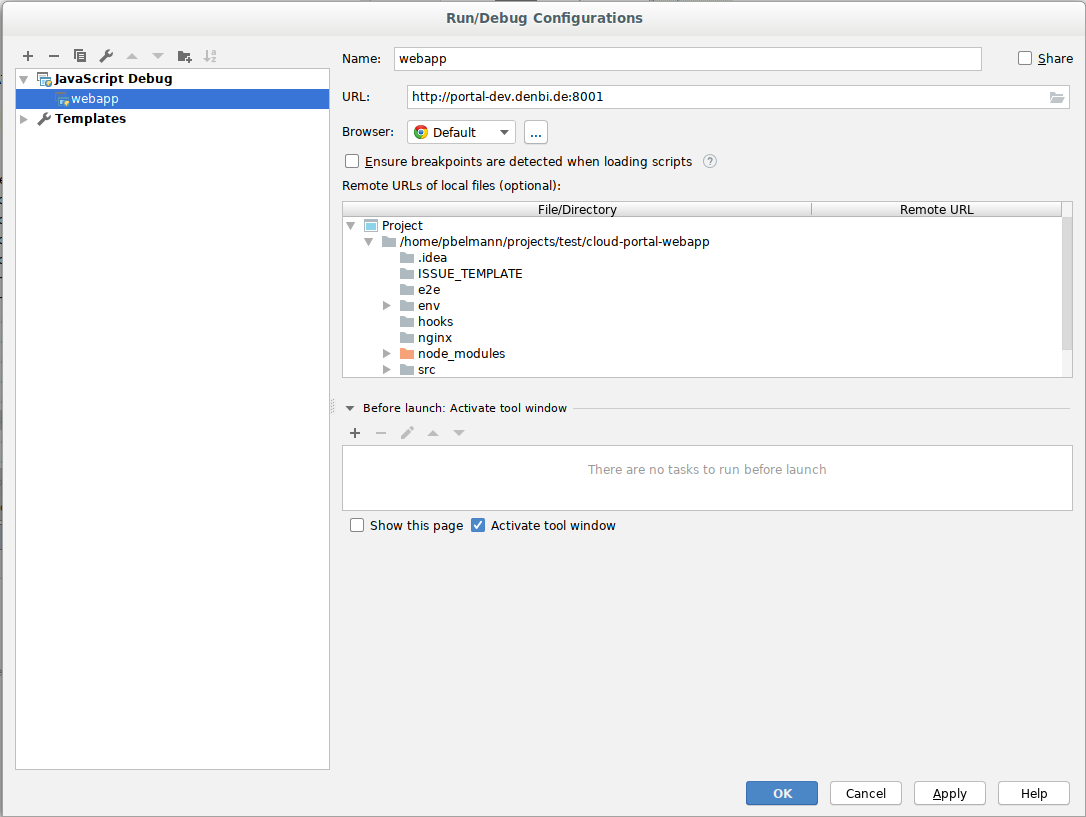 Run/Debug Configurations
JavaScript Debug
webapp
Templates
Name: webapp
Share
URL: http://portal-dev.denbi.de:8001
Browser: Default ...
Ensure breakpoints are detected when loading scripts ?
Remote URLs of local files (optional):
File/Directory Remote URL
Project
/home/pbelmann/projects/test/cloud-portal-webapp
.idea
ISSUE_TEMPLATE
e2e
env
hooks
nginx
node_modules
src
Before launch: Activate tool window
There are no tasks to run before launch
Show this page Activate tool window
OK Cancel Apply Help